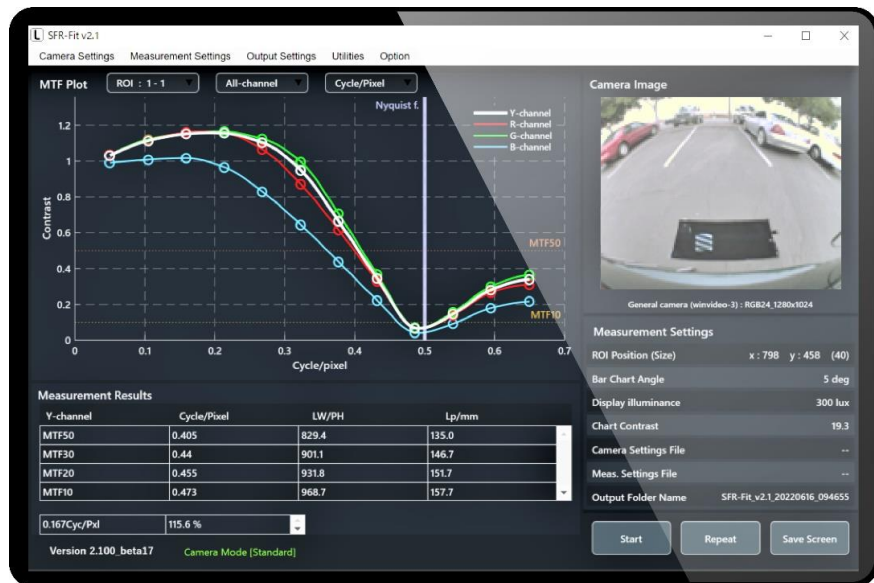 L SFR-Fit v2.1
Camera Settings Measurement Settings Output Settings Utilities Option
MTF Plot ROI : 1 - 1 All-channel Cycle/Pixel
Nyquist f.
Y-channel
R-channel
G-channel
B-channel
1.2
1
0.8
0.6
0.4
0.2
0
Contrast
MTF50
MTF10
0 0.1 0.2 0.3 0.4 0.5 0.6 0.7
Cycle/pixel
Camera Image
General camera (winvideo-3) : RGB24_1280x1024
Measurement Settings
ROI Position (Size) x : 798 y : 458 (40)
Bar Chart Angle 5 deg
Display illuminance 300 lux
Chart Contrast 19.3
Camera Settings File --
Meas. Settings File --
Output Folder Name SFR-Fit_v2.1_20220616_094655
Measurement Results
Y-channel Cycle/Pixel LW/PH Lp/mm
MTF50 0.405 829.4 135.0
MTF30 0.44 901.1 146.7
MTF20 0.455 931.8 151.7
MTF10 0.473 968.7 157.7
0.167Cyc/Pxl 115.6 %
Version 2.100_beta17 Camera Mode [Standard]
Start Repeat Save Screen